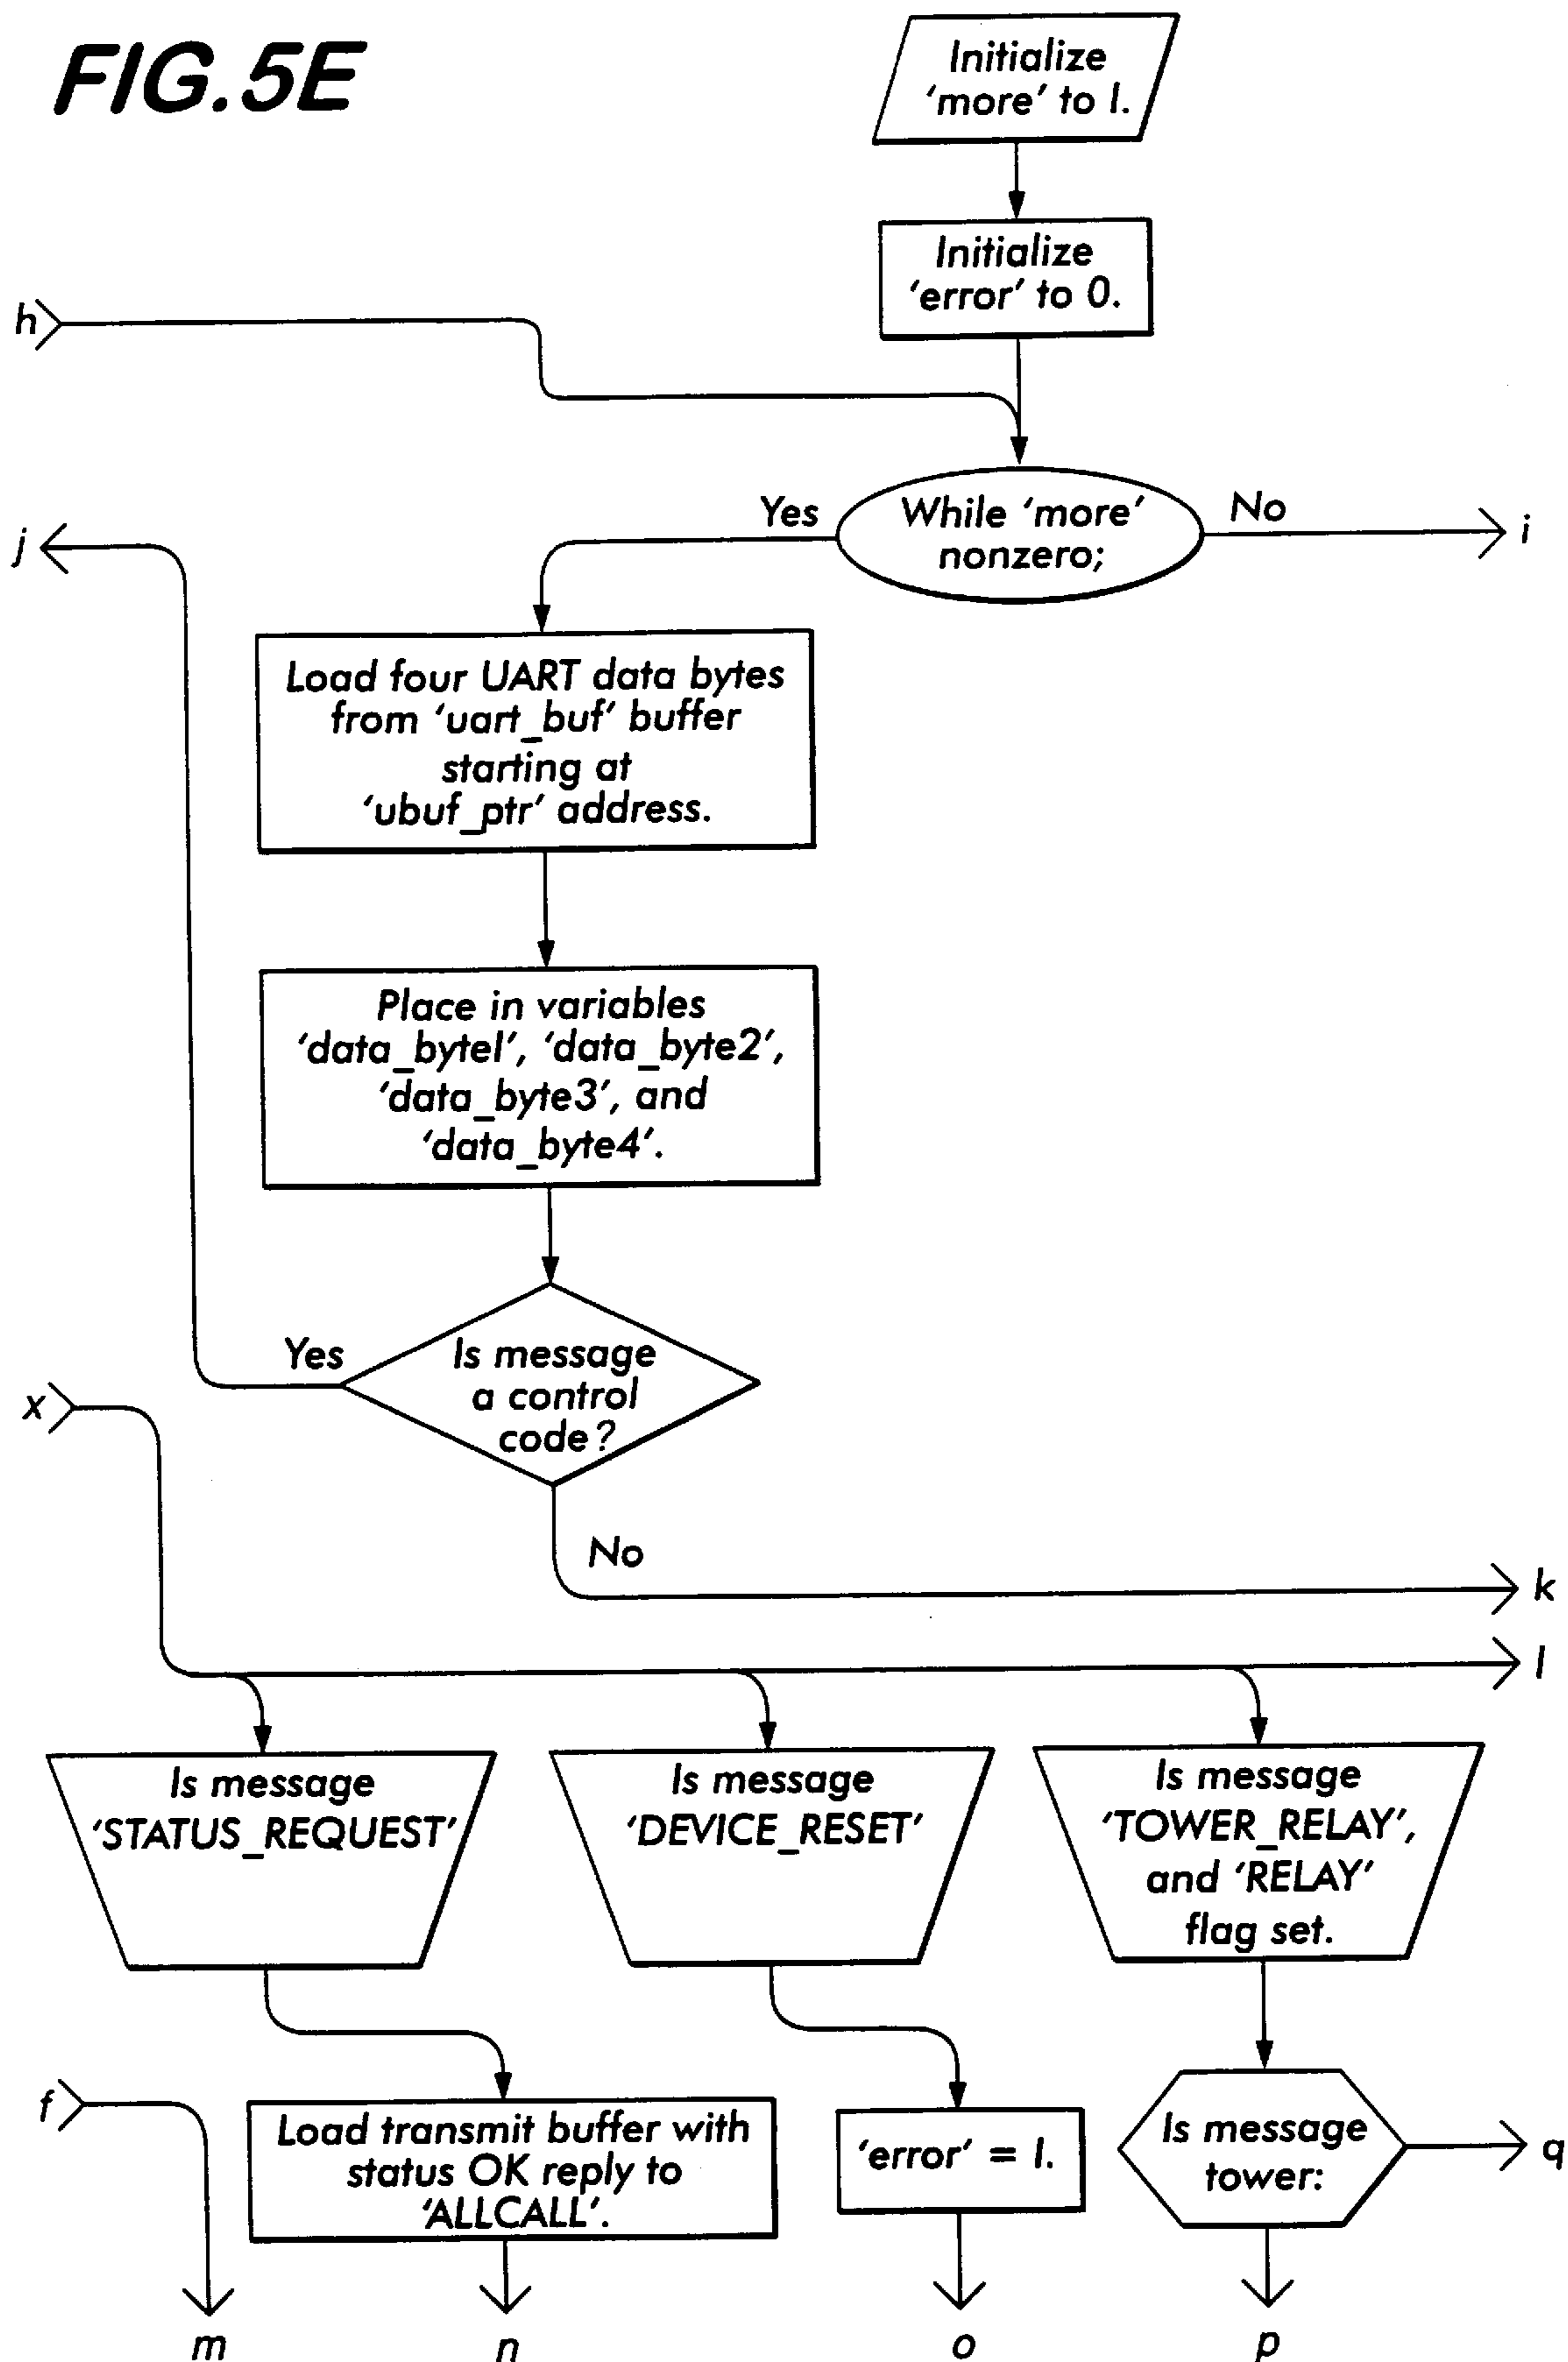 FIG. 5E
Initialize
'more' to 1.
Initialize
'error' to 0.
h
While 'more'
nonzero;
Yes
No
i
j
Load four UART data bytes
from 'uart_buf' buffer
starting at
'ubuf_ptr' address.
Place in variables
'data_byte1', 'data_byte2',
'data_byte3', and
'data_byte4'.
Yes
Is message
a control
code?
x
No
k
l
Is message
'STATUS_REQUEST'
Is message
'DEVICE_RESET'
Is message
'TOWER_RELAY',
and 'RELAY'
flag set.
f
Load transmit buffer with
status OK reply to
'ALLCALL'.
'error' = 1.
Is message
tower:
q
m
n
o
p